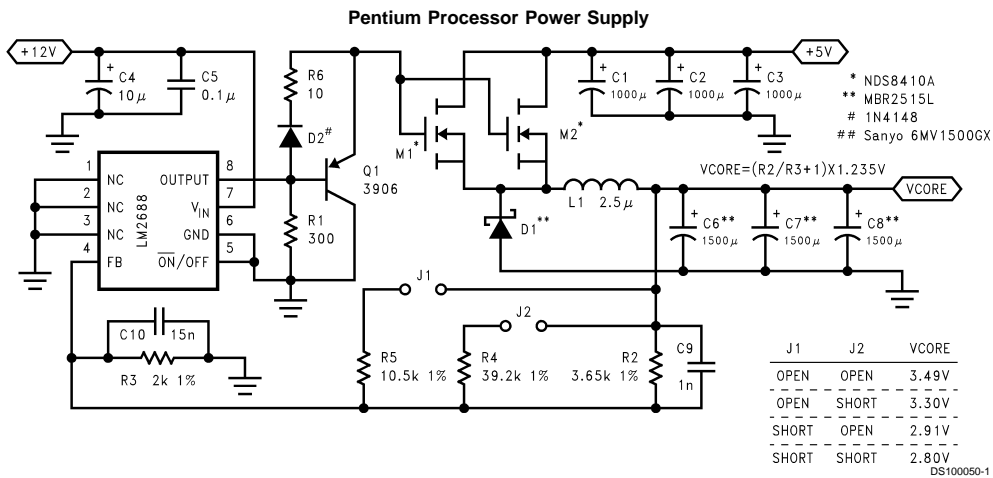 Pentium Processor Power Supply
+12V
+
C4
10μ
C5
0.1μ
R6
10
D2#
Q1
3906
R1
300
M1*
M2*
+
C1
1000μ
+
C2
1000μ
+
C3
1000μ
+5V
* NDS8410A
** MBR2515L
# 1N4148
## Sanyo 6MV1500GX
1 NC
2 NC
3 NC
4 FB
LM2688
OUTPUT 8
VIN 7
GND 6
ON/OFF 5
VCORE=(R2/R3+1)X1.235V
VCORE
L1 2.5μ
D1**
+
C6**
1500μ
+
C7**
1500μ
+
C8**
1500μ
J1
J2
C10 15n
R3 2k 1%
R5
10.5k 1%
R4
39.2k 1%
R2
3.65k 1%
C9
1n
J1 J2 VCORE
OPEN OPEN 3.49V
OPEN SHORT 3.30V
SHORT OPEN 2.91V
SHORT SHORT 2.80V
DS100050-1